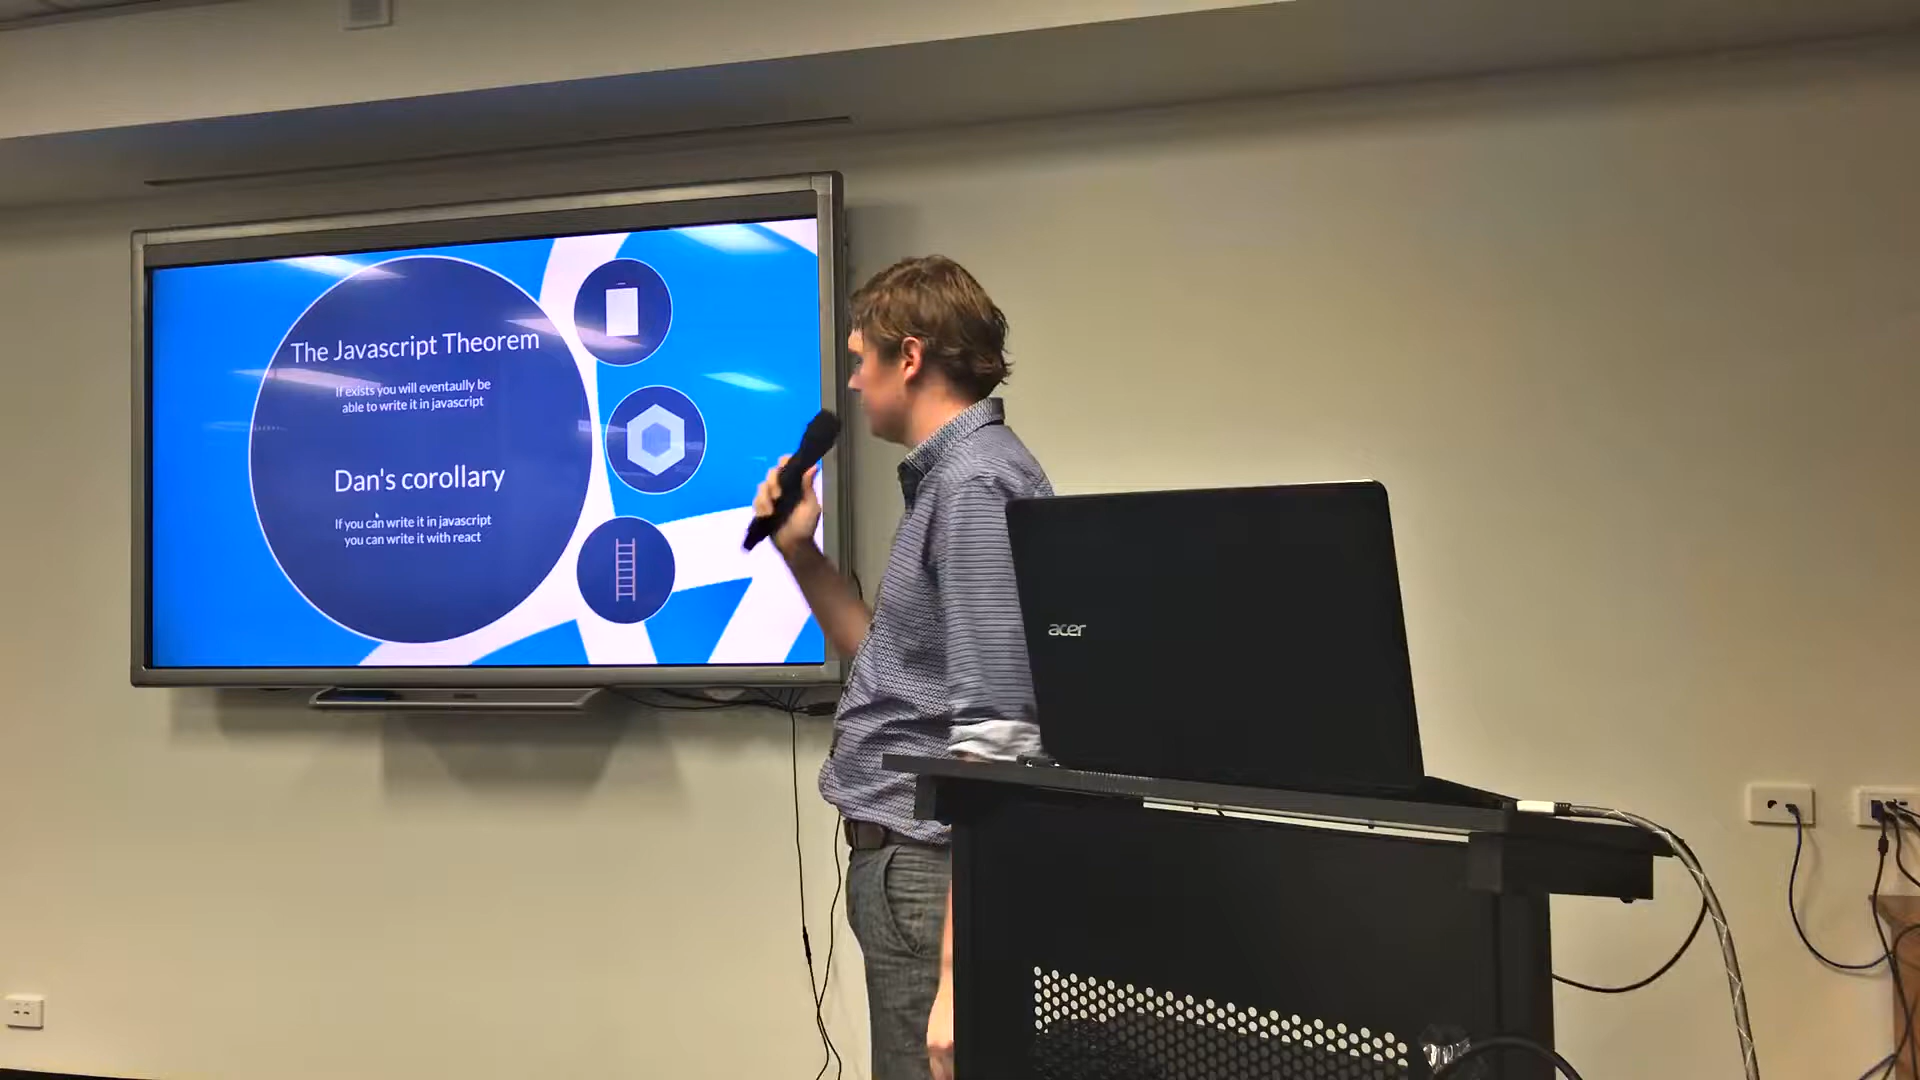 The Javascript Theorem
If exists you will eventaully be
able to write it in javascript
Dan's corollary
If you can write it in javascript
you can write it with react
acer